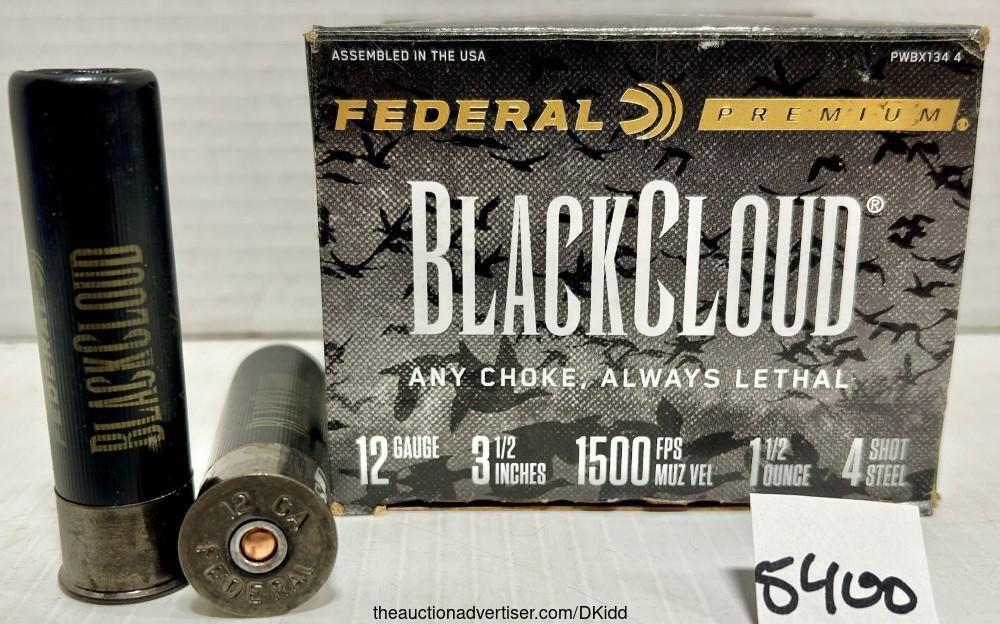 ASSEMBLED IN THE USA
PWBX134 4
FEDERAL PREMIUM
BLACKCLOUD®
ANY CHOKE, ALWAYS LETHAL
12 GAUGE
3 1/2 INCHES
1500 FPS MUZ VEL
1 1/2 OUNCE
4 SHOT STEEL
FEDERAL
BLACKCLOUD
12 GA
FEDERAL
5400
theauctionadvertiser.com/DKidd